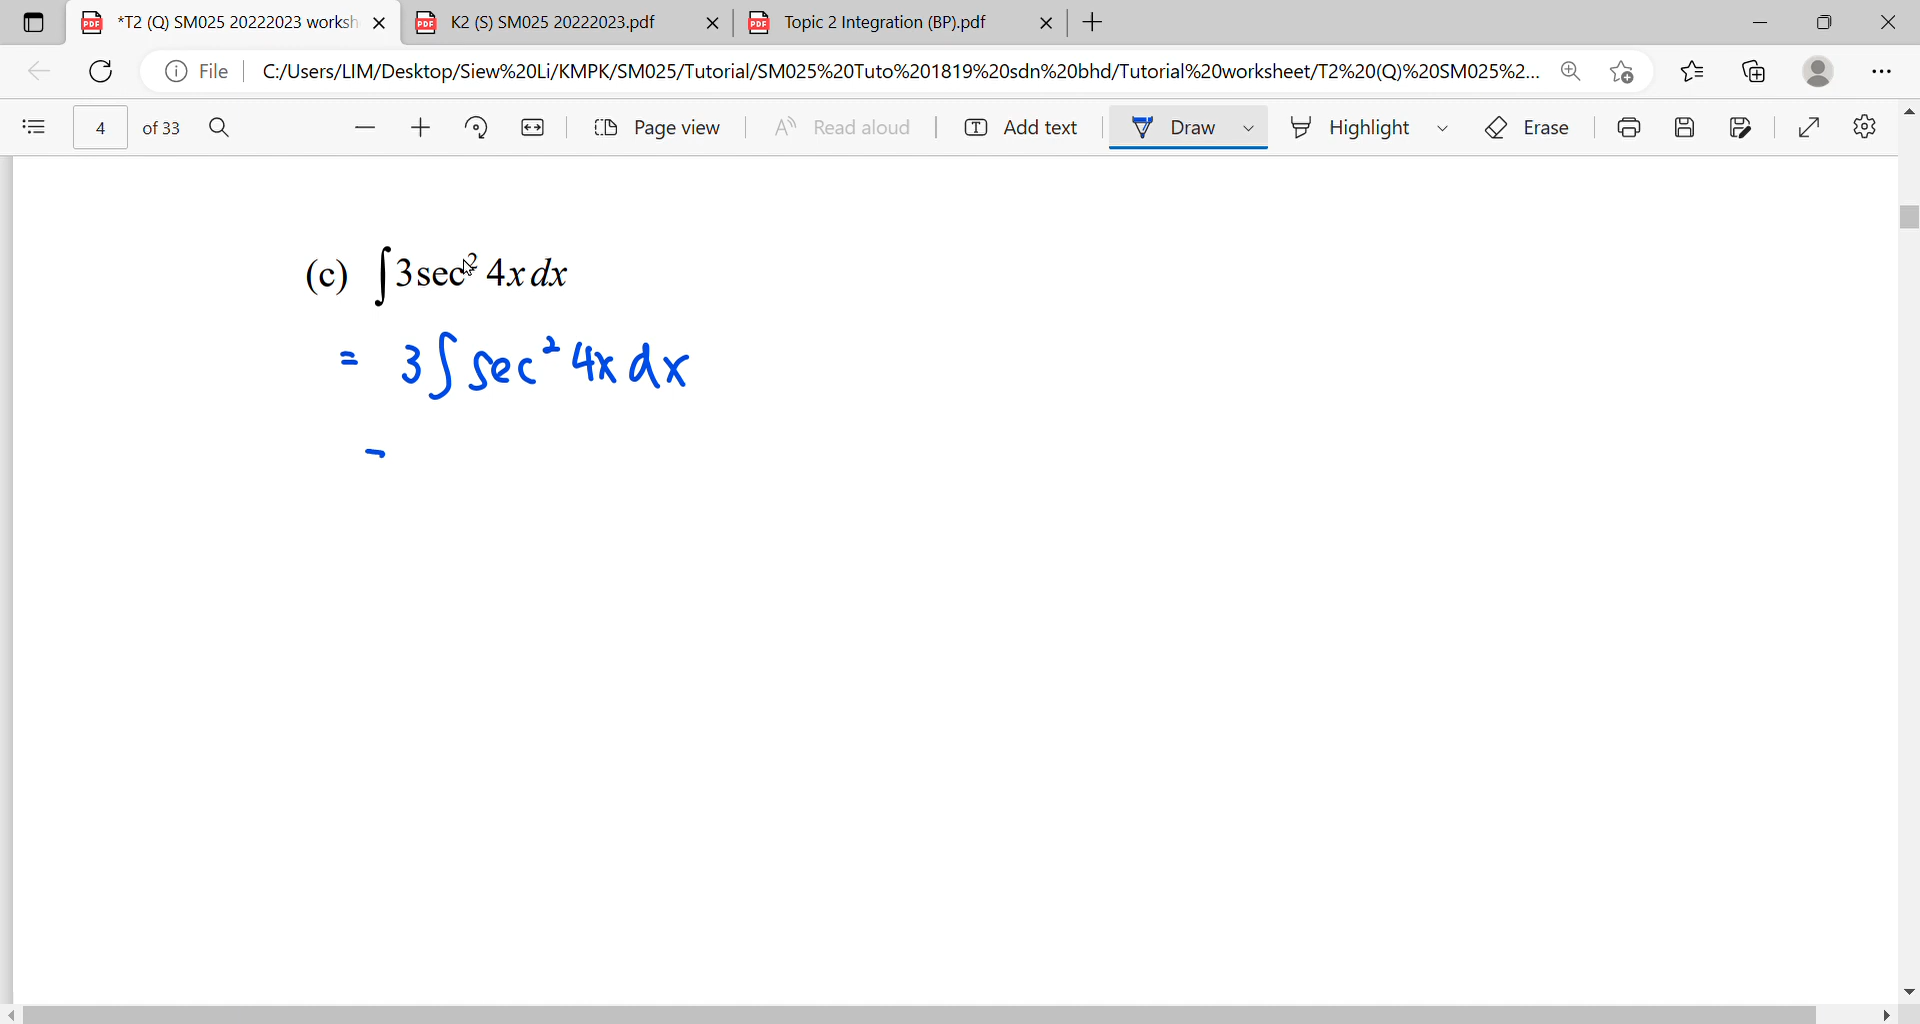 *T2 (Q) SM025 20222023 worksh
K2 (S) SM025 20222023.pdf
Topic 2 Integration (BP).pdf
File
C:/Users/LIM/Desktop/Siew%20Li/KMPK/SM025/Tutorial/SM025%20Tuto%201819%20sdn%20bhd/Tutorial%20worksheet/T2%20(Q)%20SM025%2...
4 of 33
Page view
Read aloud
Add text
Draw
Highlight
Erase
(c) ∫3sec² 4x dx
= 3∫ sec² 4x dx
-